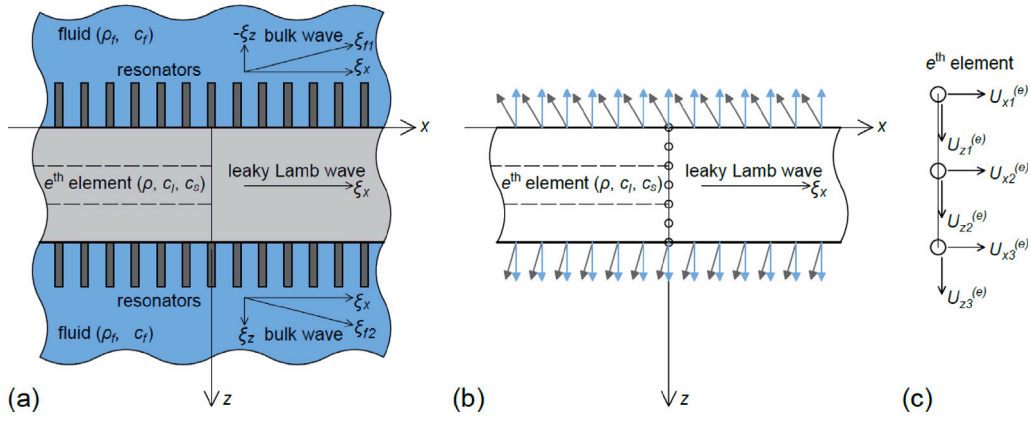 fluid (ρf, cf)
-ξz bulk wave
ξf1
resonators
ξx
x
eth element (ρ, cl, cs)
leaky Lamb wave
ξx
resonators
ξx
fluid (ρf, cf)
ξz bulk wave
ξf2
(a)
z
x
eth element (ρ, cl, cs)
leaky Lamb wave
ξx
(b)
z
eth element
Ux1(e)
Uz1(e)
Ux2(e)
Uz2(e)
Ux3(e)
Uz3(e)
(c)